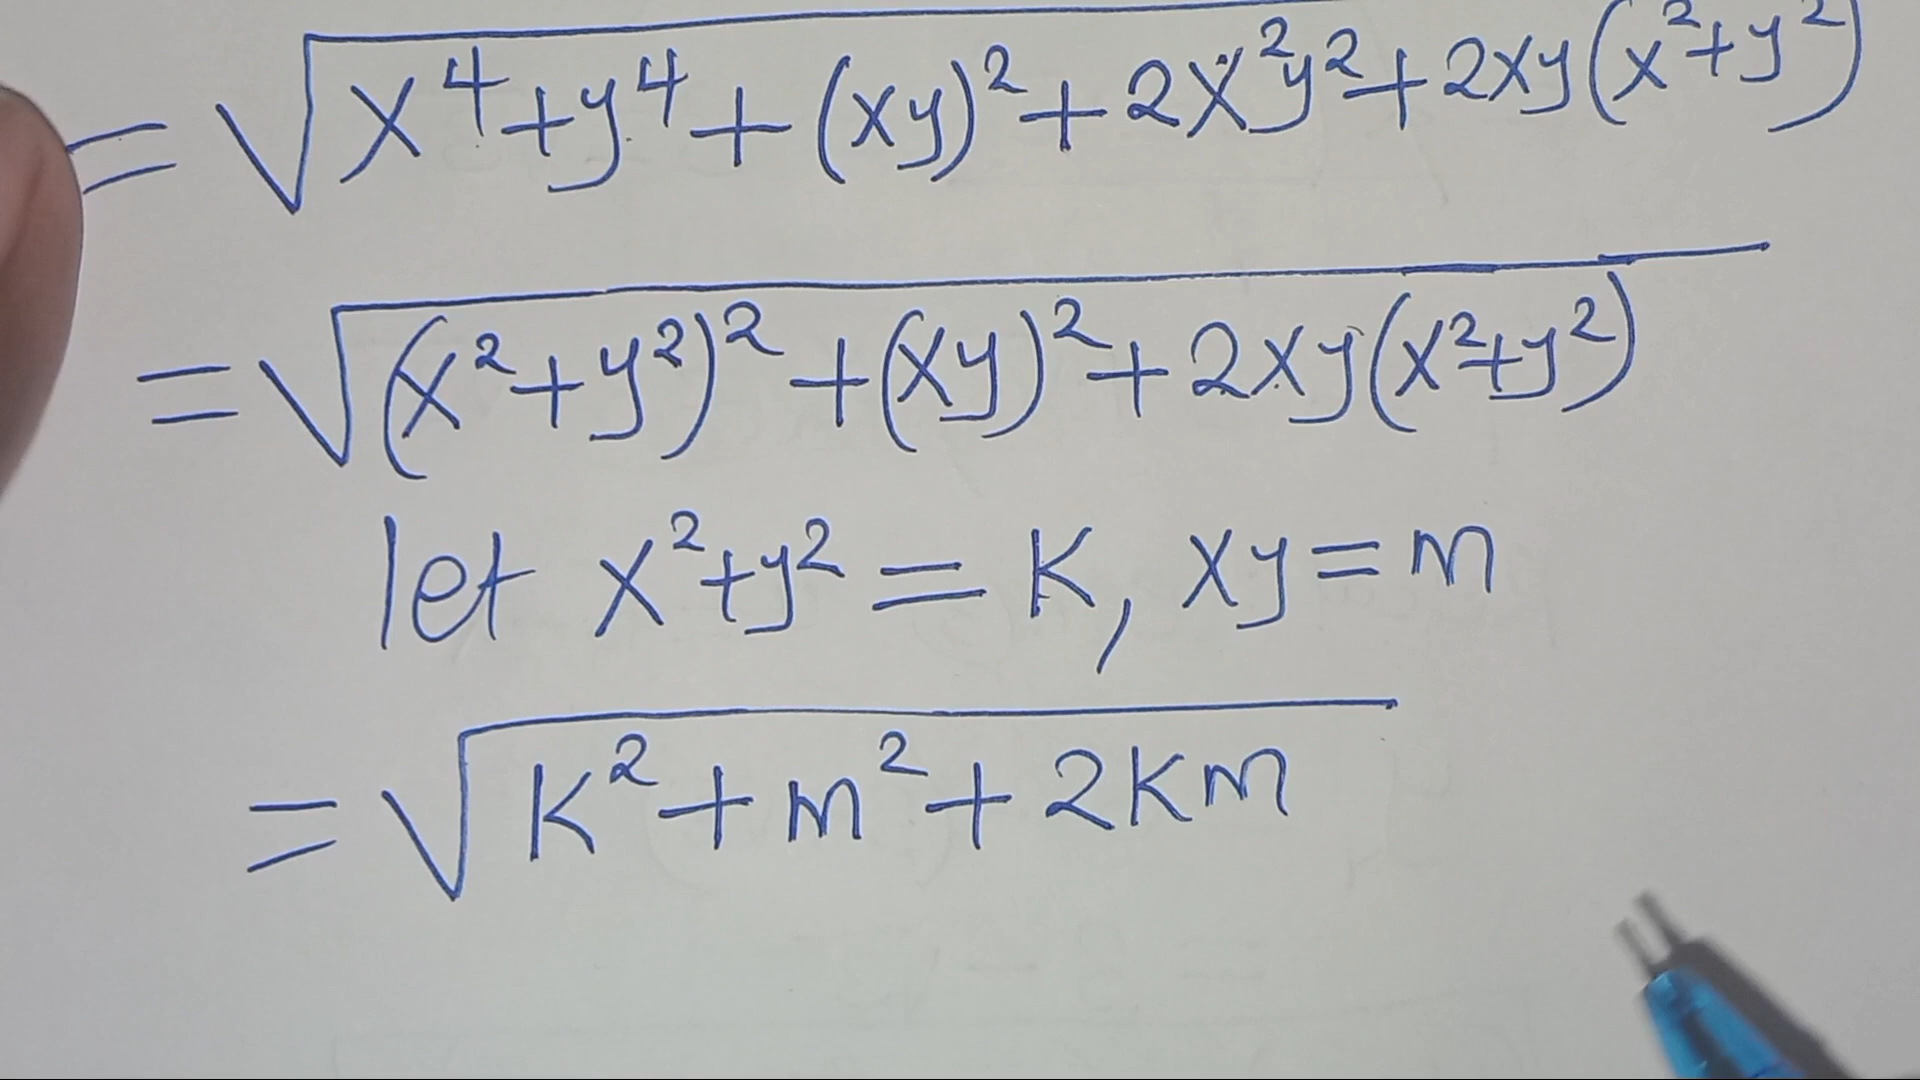 = √(x⁴ + y⁴ + (xy)² + 2x²y² + 2xy(x² + y²))
= √((x² + y²)² + (xy)² + 2xy(x² + y²))
let x² + y² = K, xy = m
= √(K² + m² + 2Km)